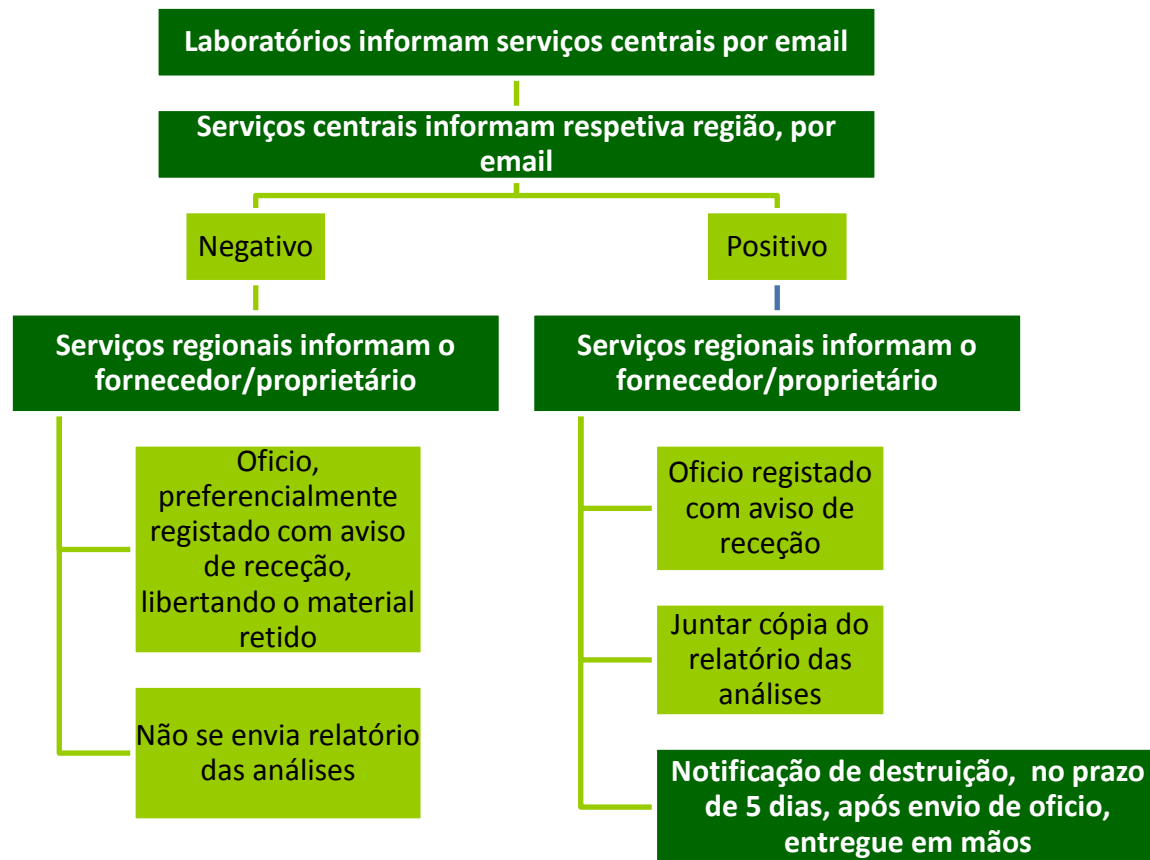 Laboratórios informam serviços centrais por email
Serviços centrais informam respetiva região, por
email
Negativo
Positivo
Serviços regionais informam o
fornecedor/proprietário
Serviços regionais informam o
fornecedor/proprietário
Oficio,
preferencialmente
registado com aviso
de receção,
libertando o material
retido
Não se envia relatório
das análises
Oficio registado
com aviso de
receção
Juntar cópia do
relatório das
análises
Notificação de destruição, no prazo
de 5 dias, após envio de oficio,
entregue em mãos